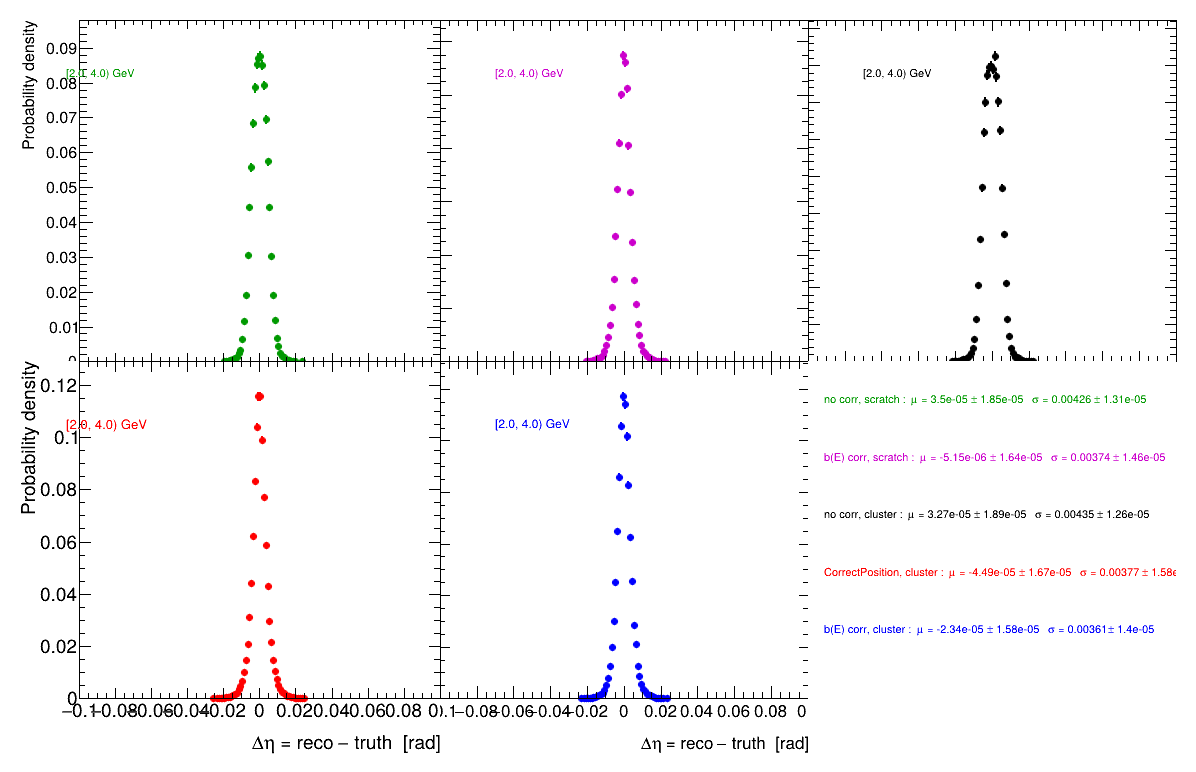 Probability density
0.09
0.08
0.07
0.06
0.05
0.04
0.03
0.02
0.01
0
[2.0, 4.0) GeV
[2.0, 4.0) GeV
[2.0, 4.0) GeV
Probability density
0.12
0.1
0.08
0.06
0.04
0.02
0
[2.0, 4.0) GeV
[2.0, 4.0) GeV
−0.1 −0.08 −0.06 −0.04 −0.02 0 0.02 0.04 0.06 0.08 0.1
−0.08 −0.06 −0.04 −0.02 0 0.02 0.04 0.06 0.08 0
Δη = reco − truth [rad]
Δη = reco − truth [rad]
no corr, scratch : μ = 3.5e-05 ± 1.85e-05 σ = 0.00426 ± 1.31e-05
b(E) corr, scratch : μ = -5.15e-06 ± 1.64e-05 σ = 0.00374 ± 1.46e-05
no corr, cluster : μ = 3.27e-05 ± 1.89e-05 σ = 0.00435 ± 1.26e-05
CorrectPosition, cluster : μ = -4.49e-05 ± 1.67e-05 σ = 0.00377 ± 1.58e
b(E) corr, cluster : μ = -2.34e-05 ± 1.58e-05 σ = 0.00361 ± 1.4e-05